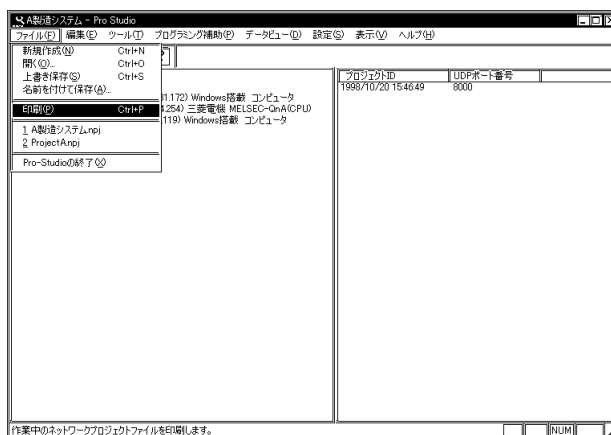 A製造システム - Pro Studio
ファイル(F) 編集(E) ツール(T) プログラミング補助(P) データビュー(D) 設定(S) 表示(V) ヘルプ(H)
新規作成(N) Ctrl+N
開く(O)... Ctrl+O
上書き保存(S) Ctrl+S
名前を付けて保存(A)...
印刷(P) Ctrl+P
1 A製造システム.npj
2 ProjectA.npj
Pro-Studioの終了(X)
.172) Windows搭載 コンピュータ
.254) 三菱電機 MELSEC-QnA(CPU)
.119) Windows搭載 コンピュータ
プロジェクトID UDPポート番号
1998/10/20 15:46:49 8000
作業中のネットワークプロジェクトファイルを印刷します。 NUM